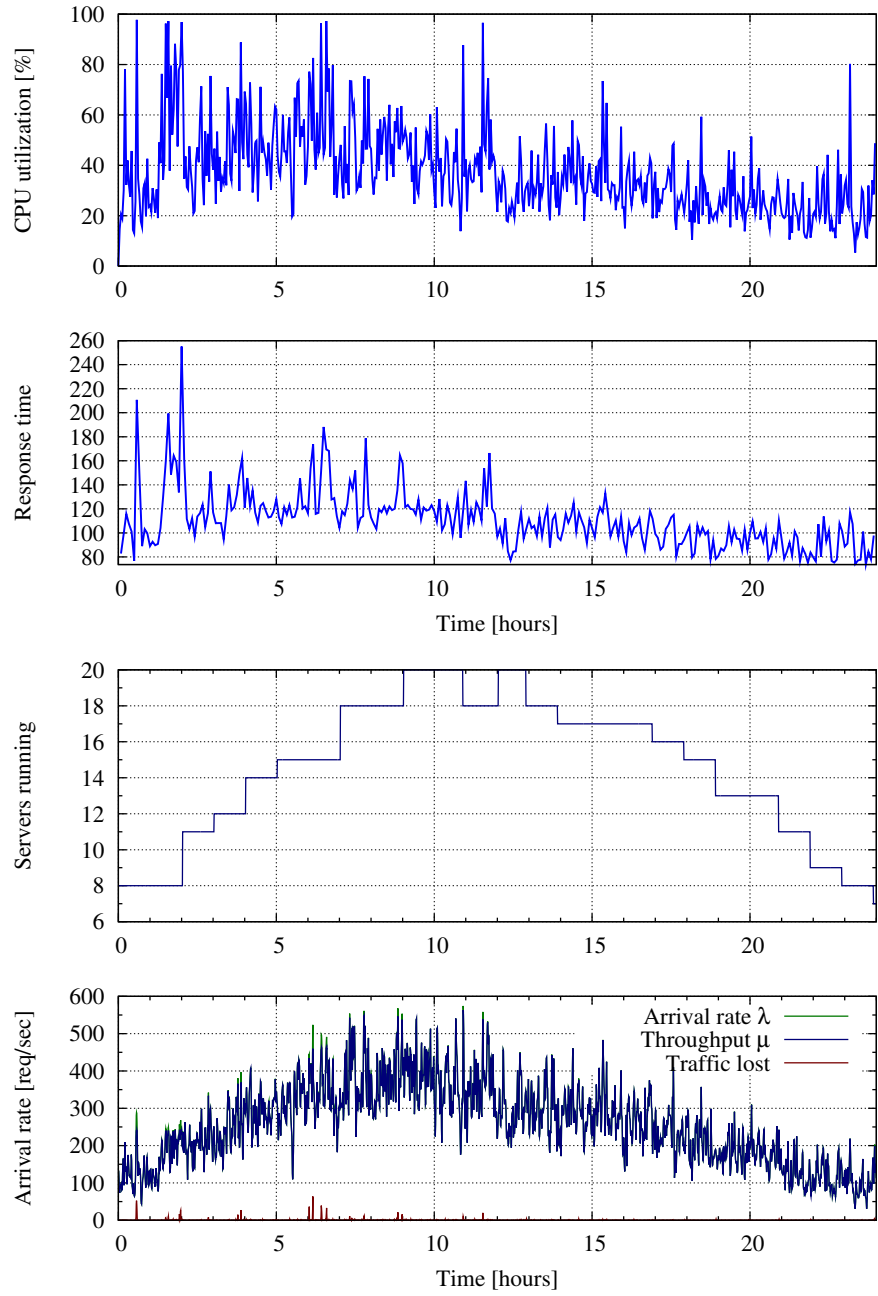 CPU utilization [%]
100
80
60
40
20
0
0 5 10 15 20
Response time
260
240
220
200
180
160
140
120
100
80
0 5 10 15 20
Time [hours]
Servers running
20
18
16
14
12
10
8
6
0 5 10 15 20
Arrival rate [req/sec]
600
500
400
300
200
100
0
Arrival rate λ
Throughput μ
Traffic lost
0 5 10 15 20
Time [hours]